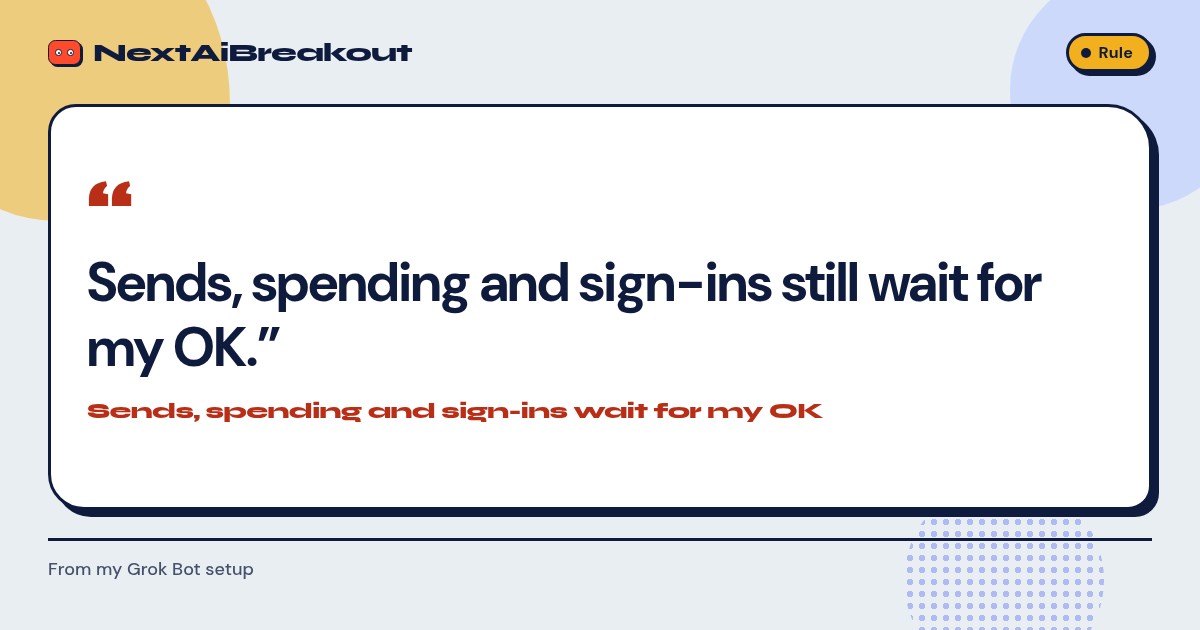 NextAiBreakout
Rule
“
Sends, spending and sign-ins still wait for
my OK.”
Sends, spending and sign-ins wait for my OK
From my Grok Bot setup